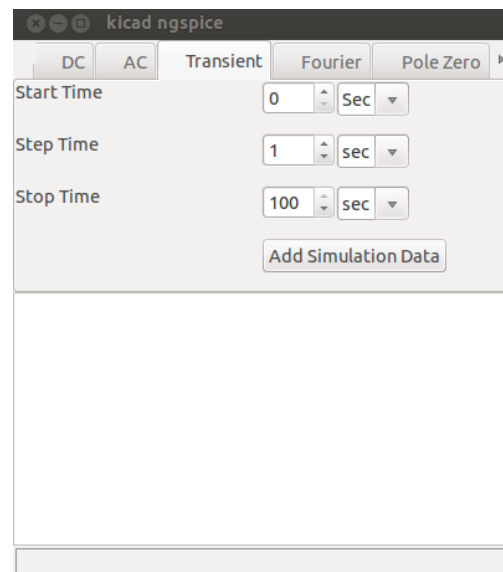 kicad ngspice
DC AC Transient Fourier Pole Zero
Start Time 0 Sec
Step Time 1 sec
Stop Time 100 sec
Add Simulation Data